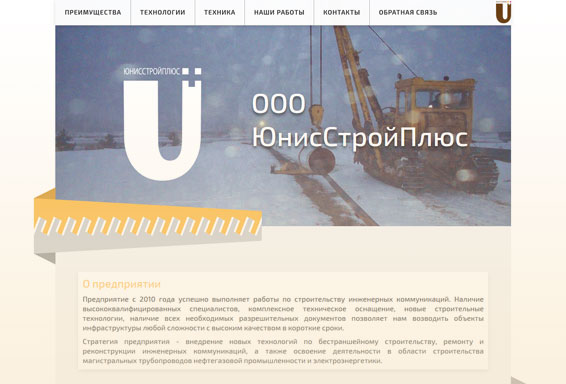 ПРЕИМУЩЕСТВА ТЕХНОЛОГИИ ТЕХНИКА НАШИ РАБОТЫ КОНТАКТЫ ОБРАТНАЯ СВЯЗЬ
ЮНИССТРОЙПЛЮС
ООО
ЮнисСтройПлюс
О предприятии
Предприятие с 2010 года успешно выполняет работы по строительству инженерных коммуникаций. Наличие
высококвалифицированных специалистов, комплексное техническое оснащение, новые строительные
технологии, наличие всех необходимых разрешительных документов позволяет нам возводить объекты
инфраструктуры любой сложности с высоким качеством в короткие сроки.
Стратегия предприятия - внедрение новых технологий по бестраншейному строительству, ремонту и
реконструкции инженерных коммуникаций, а также освоение деятельности в области строительства
магистральных трубопроводов нефтегазовой промышленности и электроэнергетики.